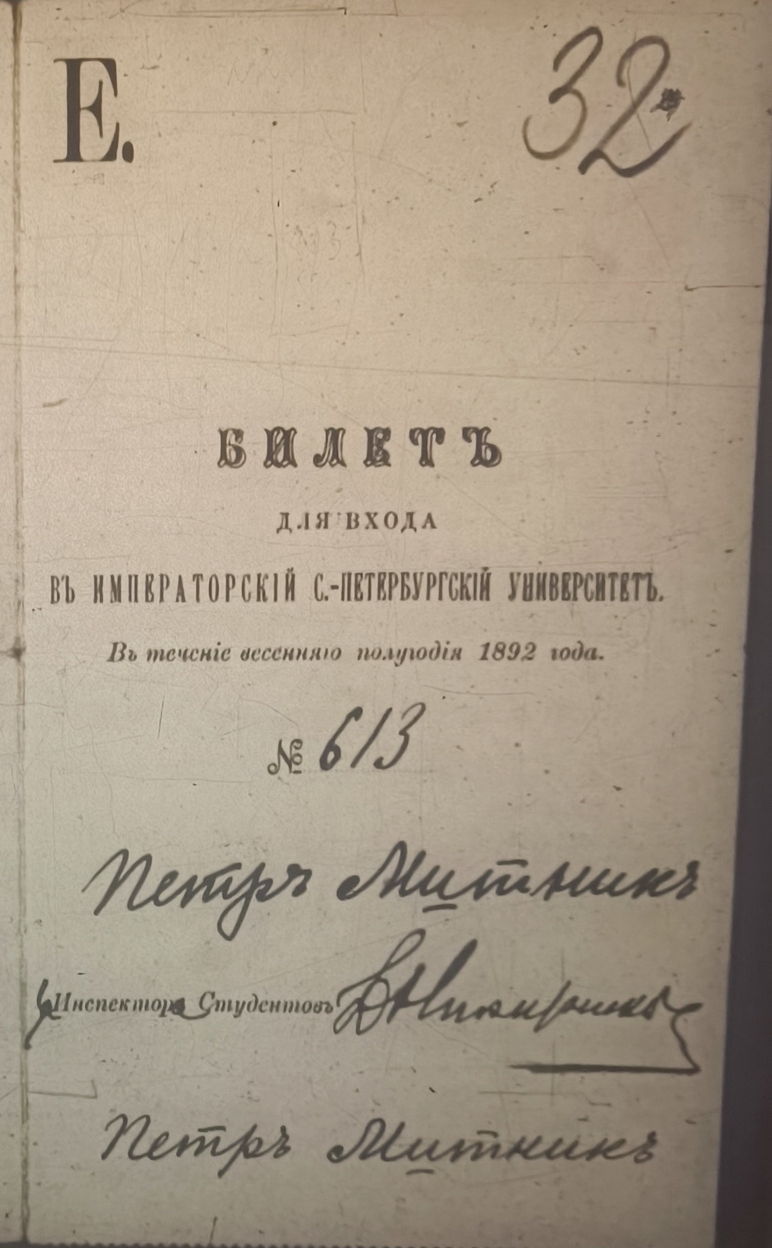 Е.
32
БИЛЕТЪ
ДЛЯ ВХОДА
ВЪ ИМПЕРАТОРСКІЙ С.-ПЕТЕРБУРГСКІЙ УНИВЕРСИТЕТЪ.
Въ теченіе весенняго полугодія 1892 года.
№ 613
Петръ Митникъ
Инспекторъ Студентовъ
Петръ Митникъ